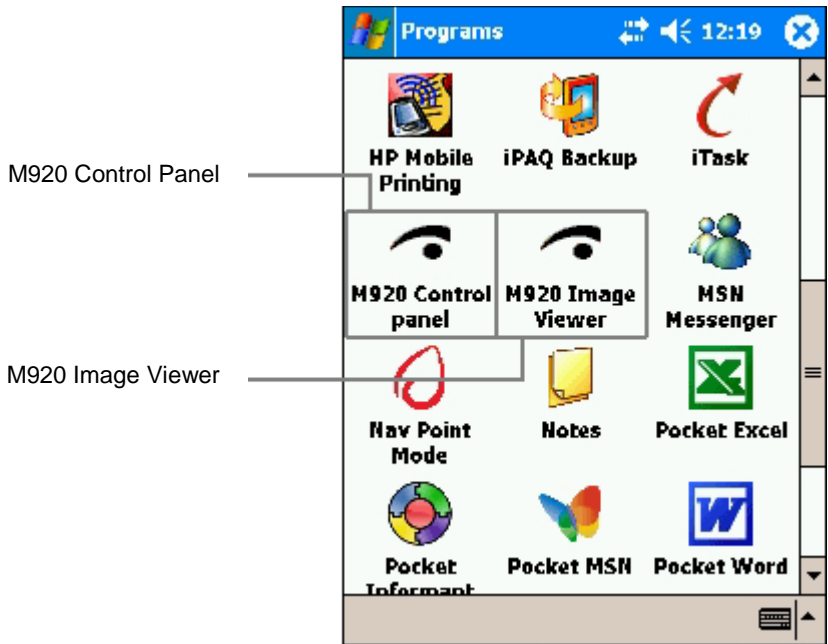 Programs 12:19
HP Mobile Printing
iPAQ Backup
iTask
M920 Control Panel
M920 Control panel
M920 Image Viewer
MSN Messenger
M920 Image Viewer
Nav Point Mode
Notes
Pocket Excel
Pocket Informant
Pocket MSN
Pocket Word